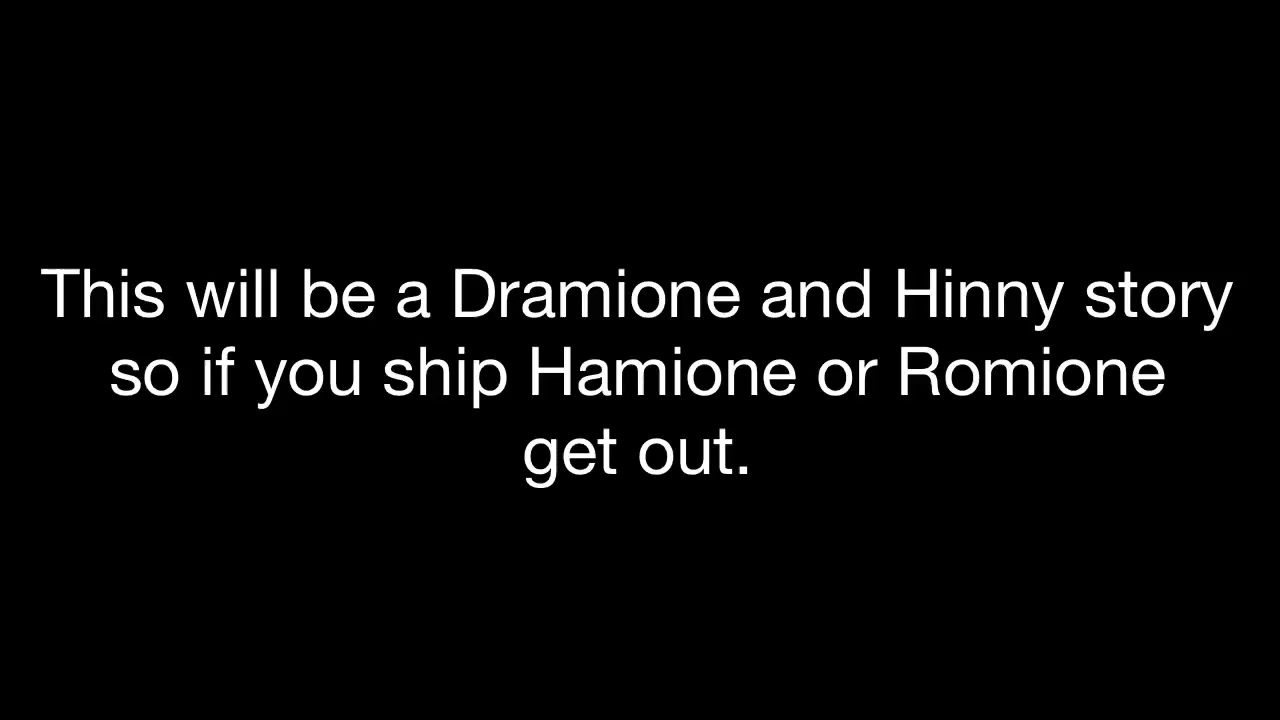 This will be a Dramione and Hinny story
so if you ship Hamione or Romione
get out.